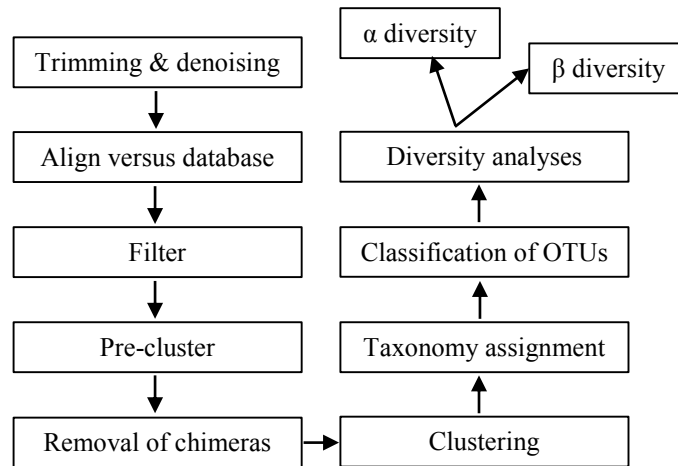 Trimming & denoising
Align versus database
Filter
Pre-cluster
Removal of chimeras
Clustering
Taxonomy assignment
Classification of OTUs
Diversity analyses
α diversity
β diversity